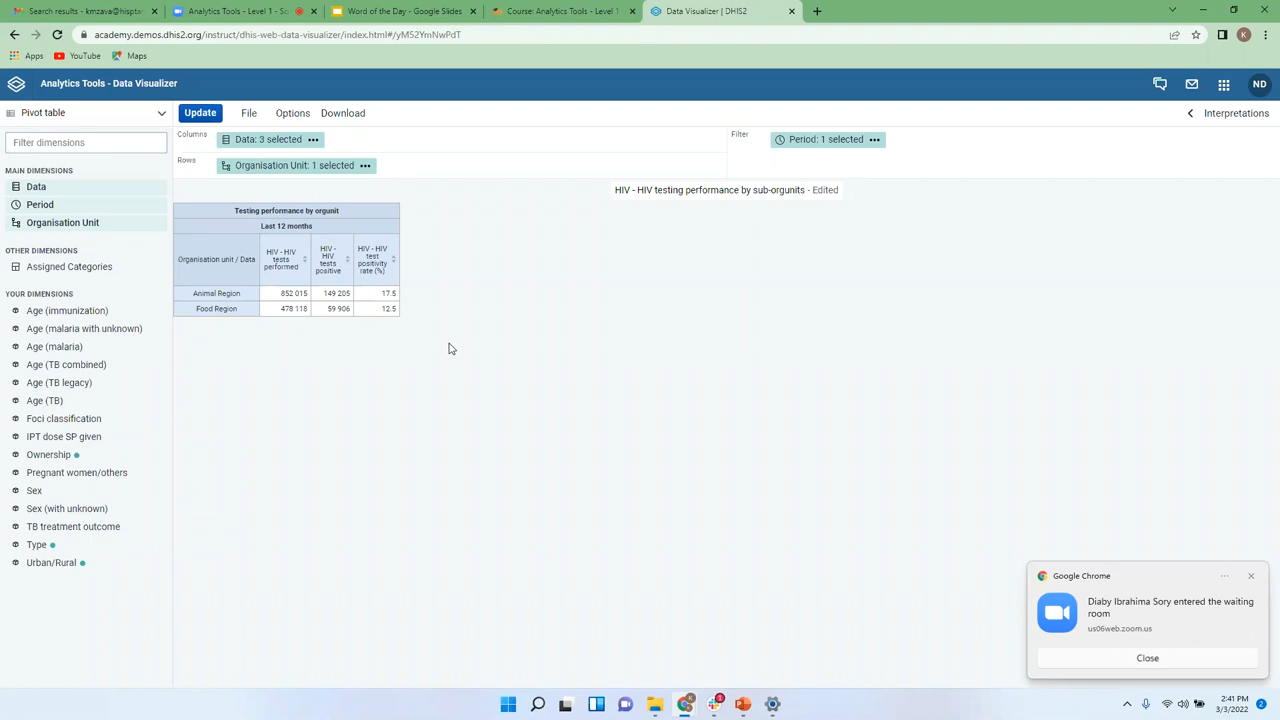 Search results - kmzava@hisptan
Analytics Tools - Level 1 - So
Word of the Day - Google Slides
Course: Analytics Tools - Level 1
Data Visualizer | DHIS2
academy.demos.dhis2.org/instruct/dhis-web-data-visualizer/index.html#/yM52YmNwPdT
K
Apps
YouTube
Maps
Analytics Tools - Data Visualizer
ND
Pivot table
Update
File
Options
Download
Interpretations
Filter dimensions
Columns
Data: 3 selected •••
Filter
Period: 1 selected •••
Rows
Organisation Unit: 1 selected •••
MAIN DIMENSIONS
Data
Period
Organisation Unit
OTHER DIMENSIONS
Assigned Categories
YOUR DIMENSIONS
Age (immunization)
Age (malaria with unknown)
Age (malaria)
Age (TB combined)
Age (TB legacy)
Age (TB)
Foci classification
IPT dose SP given
Ownership
Pregnant women/others
Sex
Sex (with unknown)
TB treatment outcome
Type
Urban/Rural
HIV - HIV testing performance by sub-orgunits - Edited
Testing performance by orgunit
Last 12 months
Organisation unit / Data
HIV - HIV
tests
performed
HIV -
HIV
tests
positive
HIV - HIV
test
positivity
rate (%)
Animal Region 852 015 149 205 17.5
Food Region 478 118 59 906 12.5
Google Chrome
Diaby Ibrahima Sory entered the waiting
room
us06web.zoom.us
Close
1
2:41 PM
3/3/2022
2